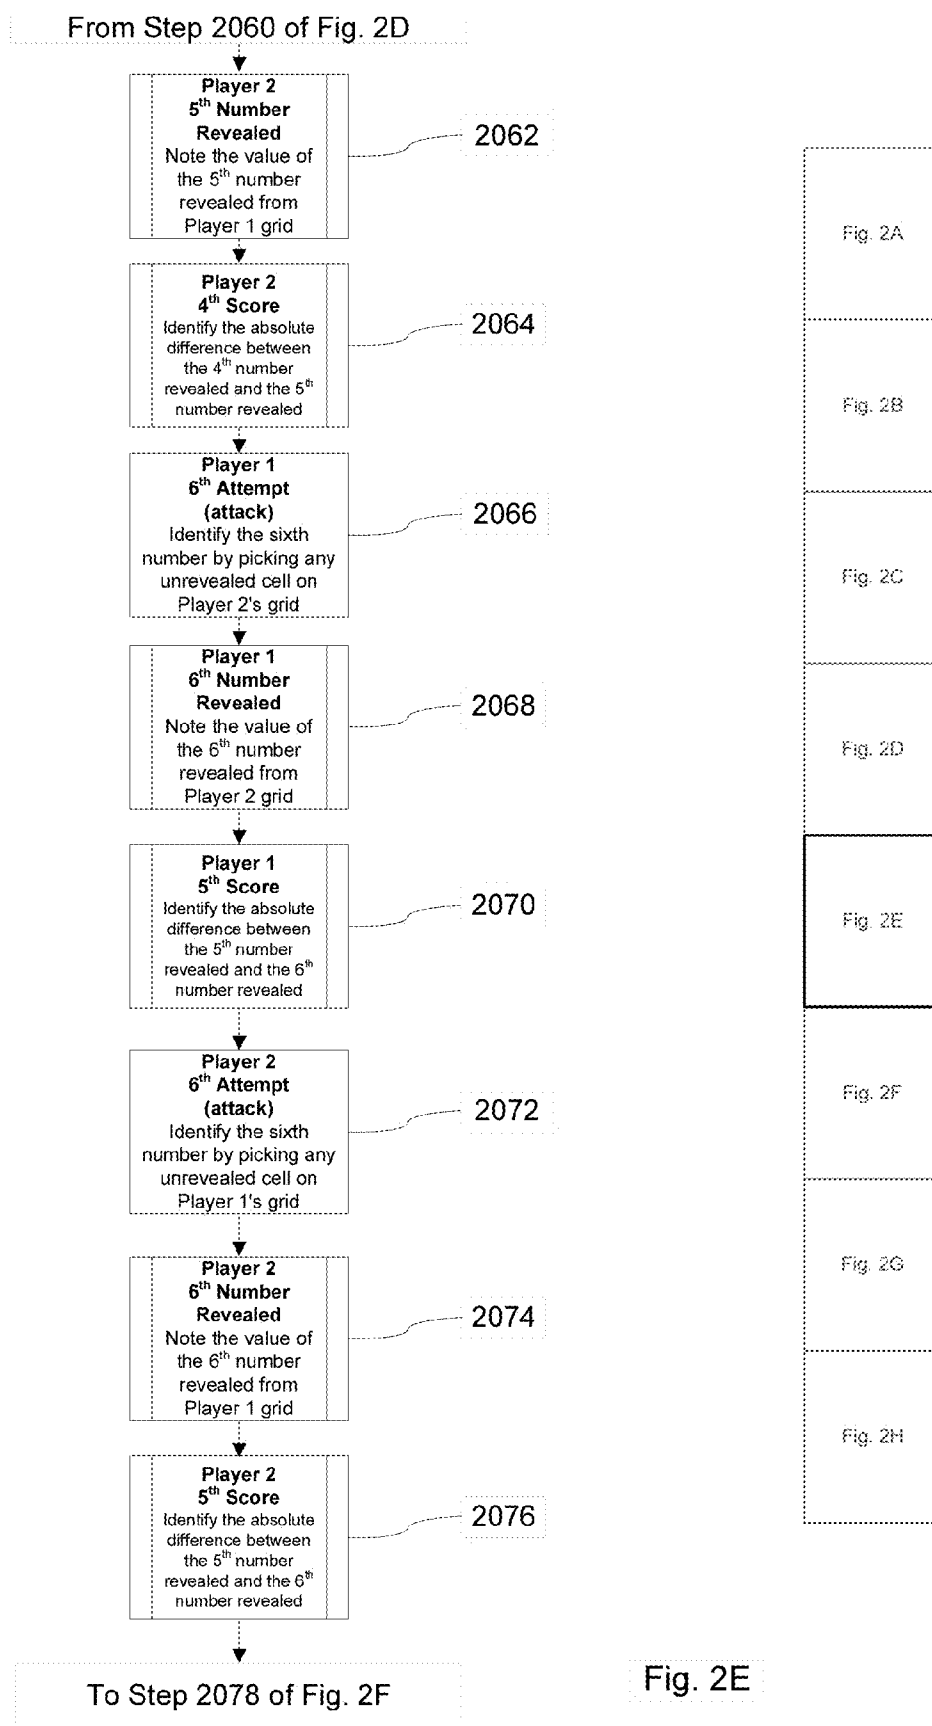 From Step 2060 of Fig. 2D
Player 2
5th Number
Revealed
Note the value of
the 5th number
revealed from
Player 1 grid
2062
Player 2
4th Score
Identify the absolute
difference between
the 4th number
revealed and the 5th
number revealed
2064
Player 1
6th Attempt
(attack)
Identify the sixth
number by picking any
unrevealed cell on
Player 2's grid
2066
Player 1
6th Number
Revealed
Note the value of
the 6th number
revealed from
Player 2 grid
2068
Player 1
5th Score
Identify the absolute
difference between
the 5th number
revealed and the 6th
number revealed
2070
Player 2
6th Attempt
(attack)
Identify the sixth
number by picking any
unrevealed cell on
Player 1's grid
2072
Player 2
6th Number
Revealed
Note the value of
the 6th number
revealed from
Player 1 grid
2074
Player 2
5th Score
Identify the absolute
difference between
the 5th number
revealed and the 6th
number revealed
2076
To Step 2078 of Fig. 2F
Fig. 2A
Fig. 2B
Fig. 2C
Fig. 2D
Fig. 2E
Fig. 2F
Fig. 2G
Fig. 2H
Fig. 2E